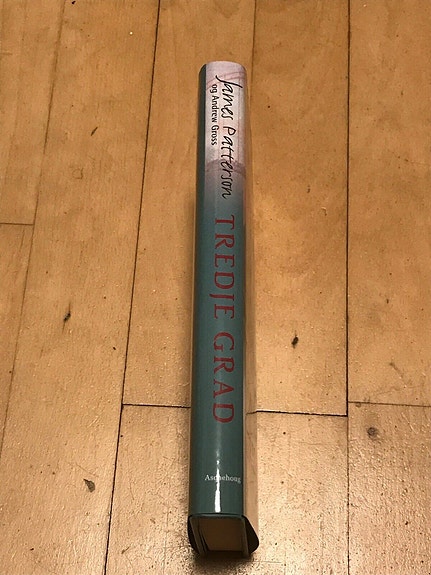 James Patterson
og Andrew Gross
TREDJE GRAD
Aschehoug